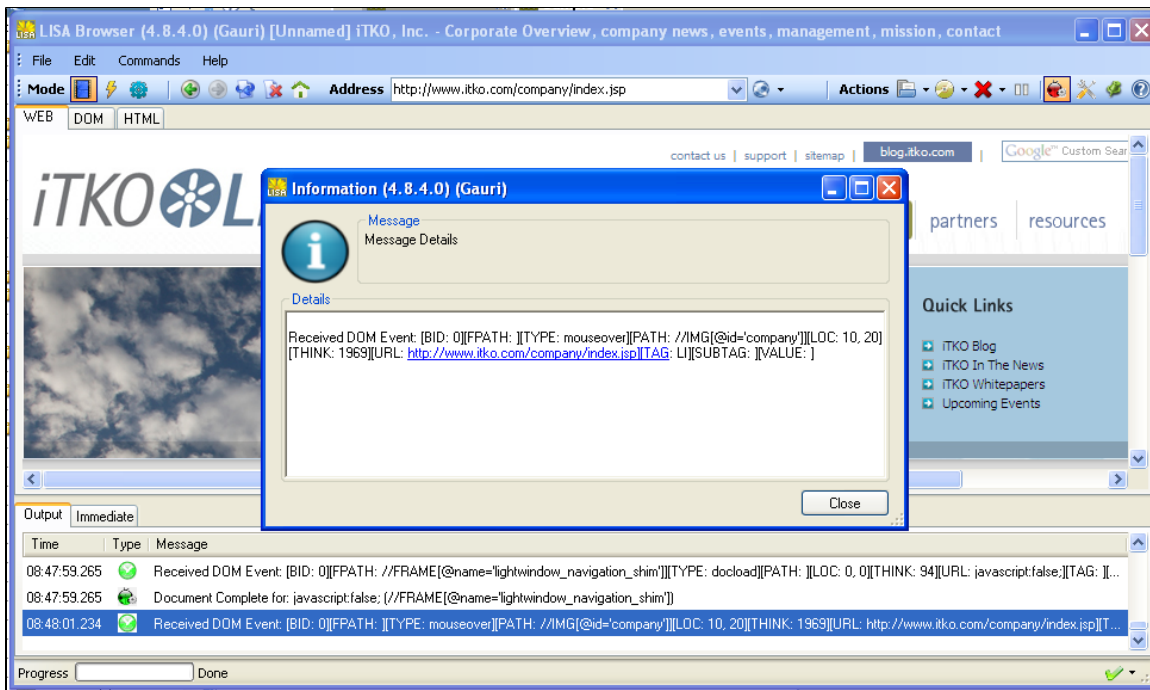 LISA Browser (4.8.4.0) (Gauri) [Unnamed] iTKO, Inc. - Corporate Overview, company news, events, management, mission, contact
File Edit Commands Help
Mode Address http://www.itko.com/company/index.jsp Actions
WEB DOM HTML
contact us | support | sitemap | blog.itko.com | Google™ Custom Sear
iTKO LI
partners resources
Information (4.8.4.0) (Gauri)
Message
Message Details
Details
Received DOM Event: [BID: 0][FPATH: ][TYPE: mouseover][PATH: //IMG[@id='company']][LOC: 10, 20]
[THINK: 1969][URL: http://www.itko.com/company/index.jsp][TAG: LI][SUBTAG: ][VALUE: ]
Close
Quick Links
iTKO Blog
iTKO In The News
iTKO Whitepapers
Upcoming Events
Output Immediate
Time Type Message
08:47:59.265 Received DOM Event: [BID: 0][FPATH: //FRAME[@name='lightwindow_navigation_shim']][TYPE: docload][PATH: ][LOC: 0, 0][THINK: 94][URL: javascript:false;][TAG: ][...
08:47:59.265 Document Complete for: javascript:false; (//FRAME[@name='lightwindow_navigation_shim'])
08:48:01.234 Received DOM Event: [BID: 0][FPATH: ][TYPE: mouseover][PATH: //IMG[@id='company']][LOC: 10, 20][THINK: 1969][URL: http://www.itko.com/company/index.jsp][T...
Progress Done